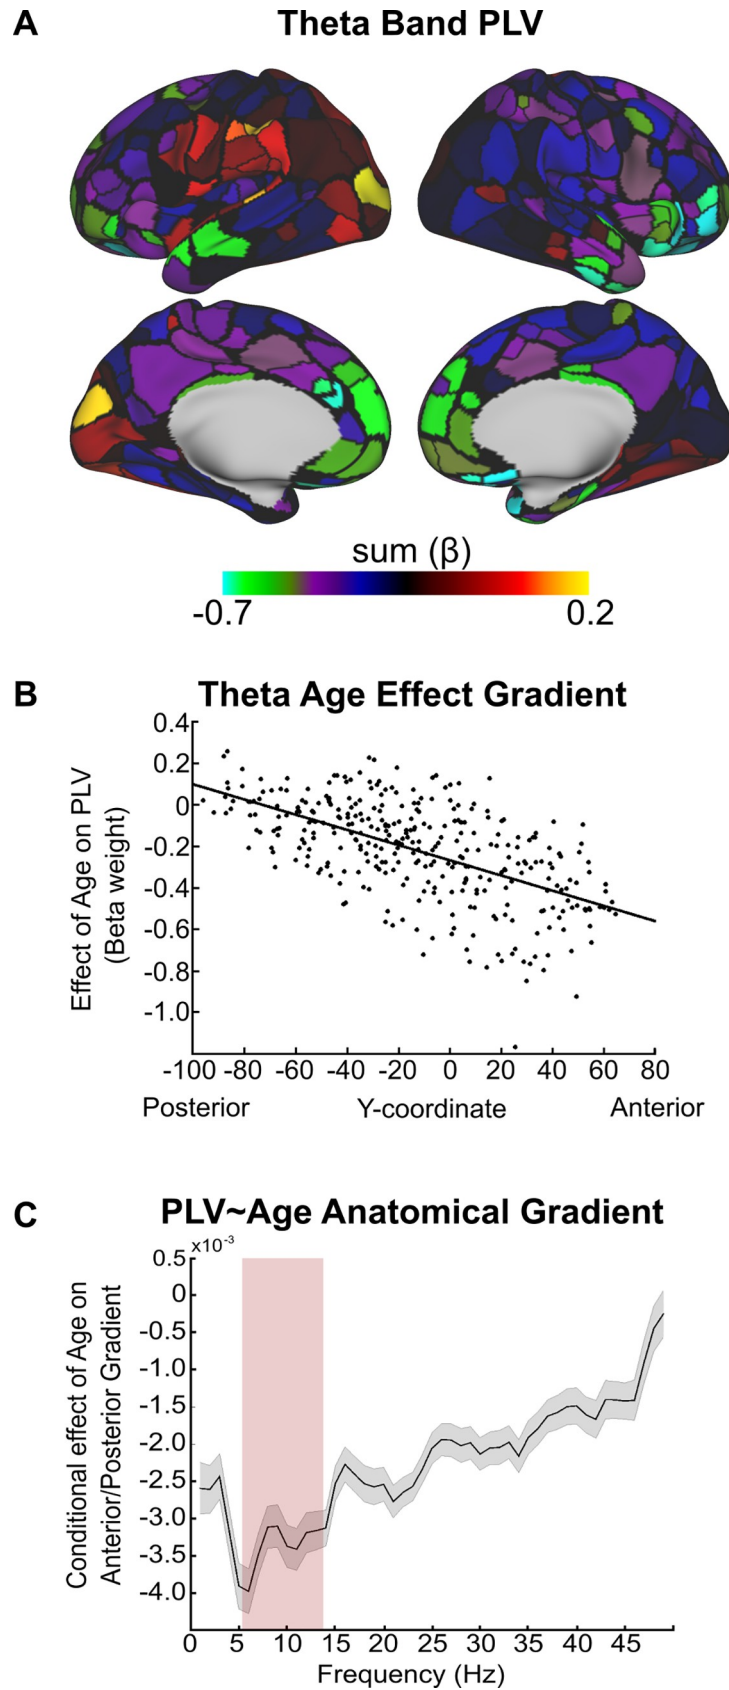 A Theta Band PLV
sum (β)
-0.7 0.2
B Theta Age Effect Gradient
Effect of Age on PLV
(Beta weight)
0.4
0.2
0
-0.2
-0.4
-0.6
-0.8
-1.0
-100 -80 -60 -40 -20 0 20 40 60 80
Posterior Y-coordinate Anterior
C PLV~Age Anatomical Gradient
Conditional effect of Age on
Anterior/Posterior Gradient
x10-3
0.5
0
-0.5
-1.0
-1.5
-2.0
-2.5
-3.0
-3.5
-4.0
0 5 10 15 20 25 30 35 40 45
Frequency (Hz)